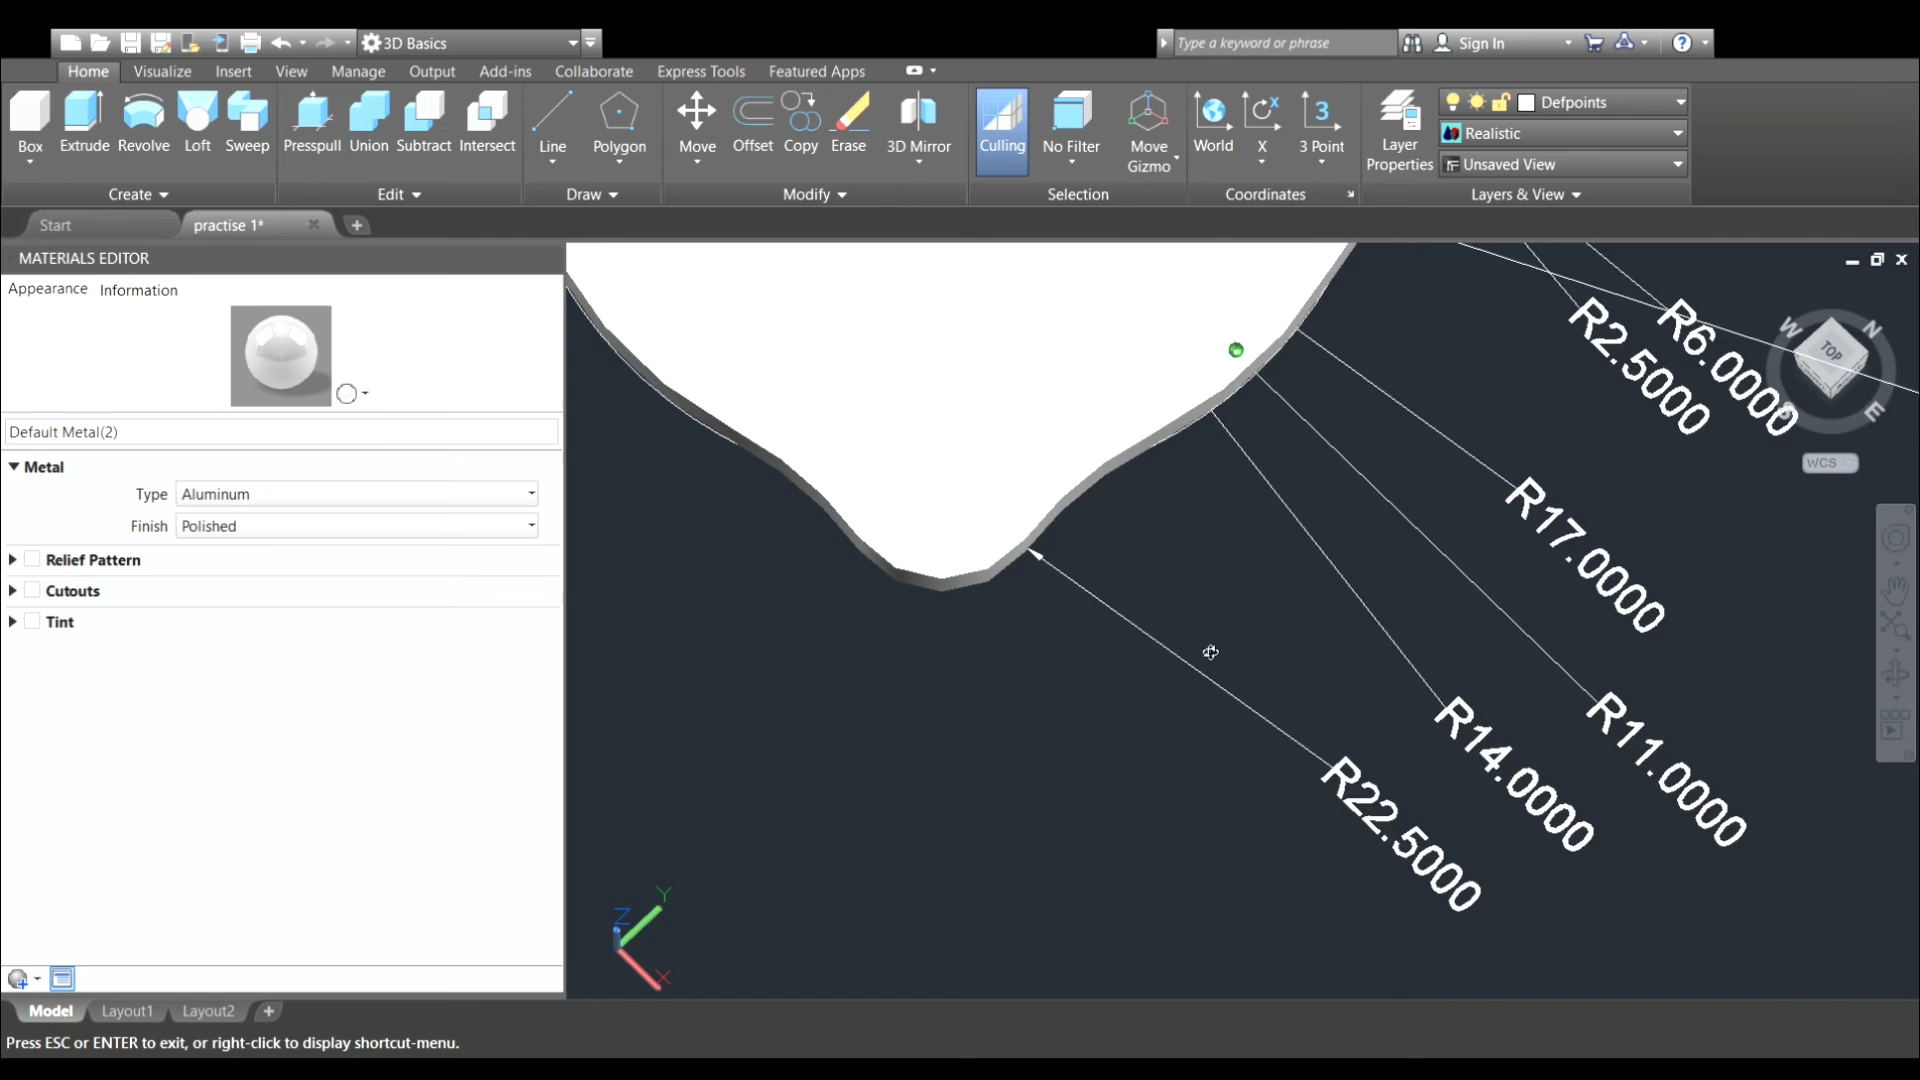 3D Basics
Type a keyword or phrase
Sign In
Home Visualize Insert View Manage Output Add-ins Collaborate Express Tools Featured Apps
Box Extrude Revolve Loft Sweep Presspull Union Subtract Intersect Line Polygon Move Offset Copy Erase 3D Mirror Culling No Filter Move Gizmo World X 3 Point Layer Properties
Defpoints
Realistic
Unsaved View
Create Edit Draw Modify Selection Coordinates Layers & View
Start practise 1*
MATERIALS EDITOR
Appearance Information
Default Metal(2)
Metal
Type Aluminum
Finish Polished
Relief Pattern
Cutouts
Tint
R2.5000
R6.0000
R17.0000
R11.0000
R14.0000
R22.5000
W N
TOP
E
WCS
Y
Z
X
Model Layout1 Layout2
Press ESC or ENTER to exit, or right-click to display shortcut-menu.